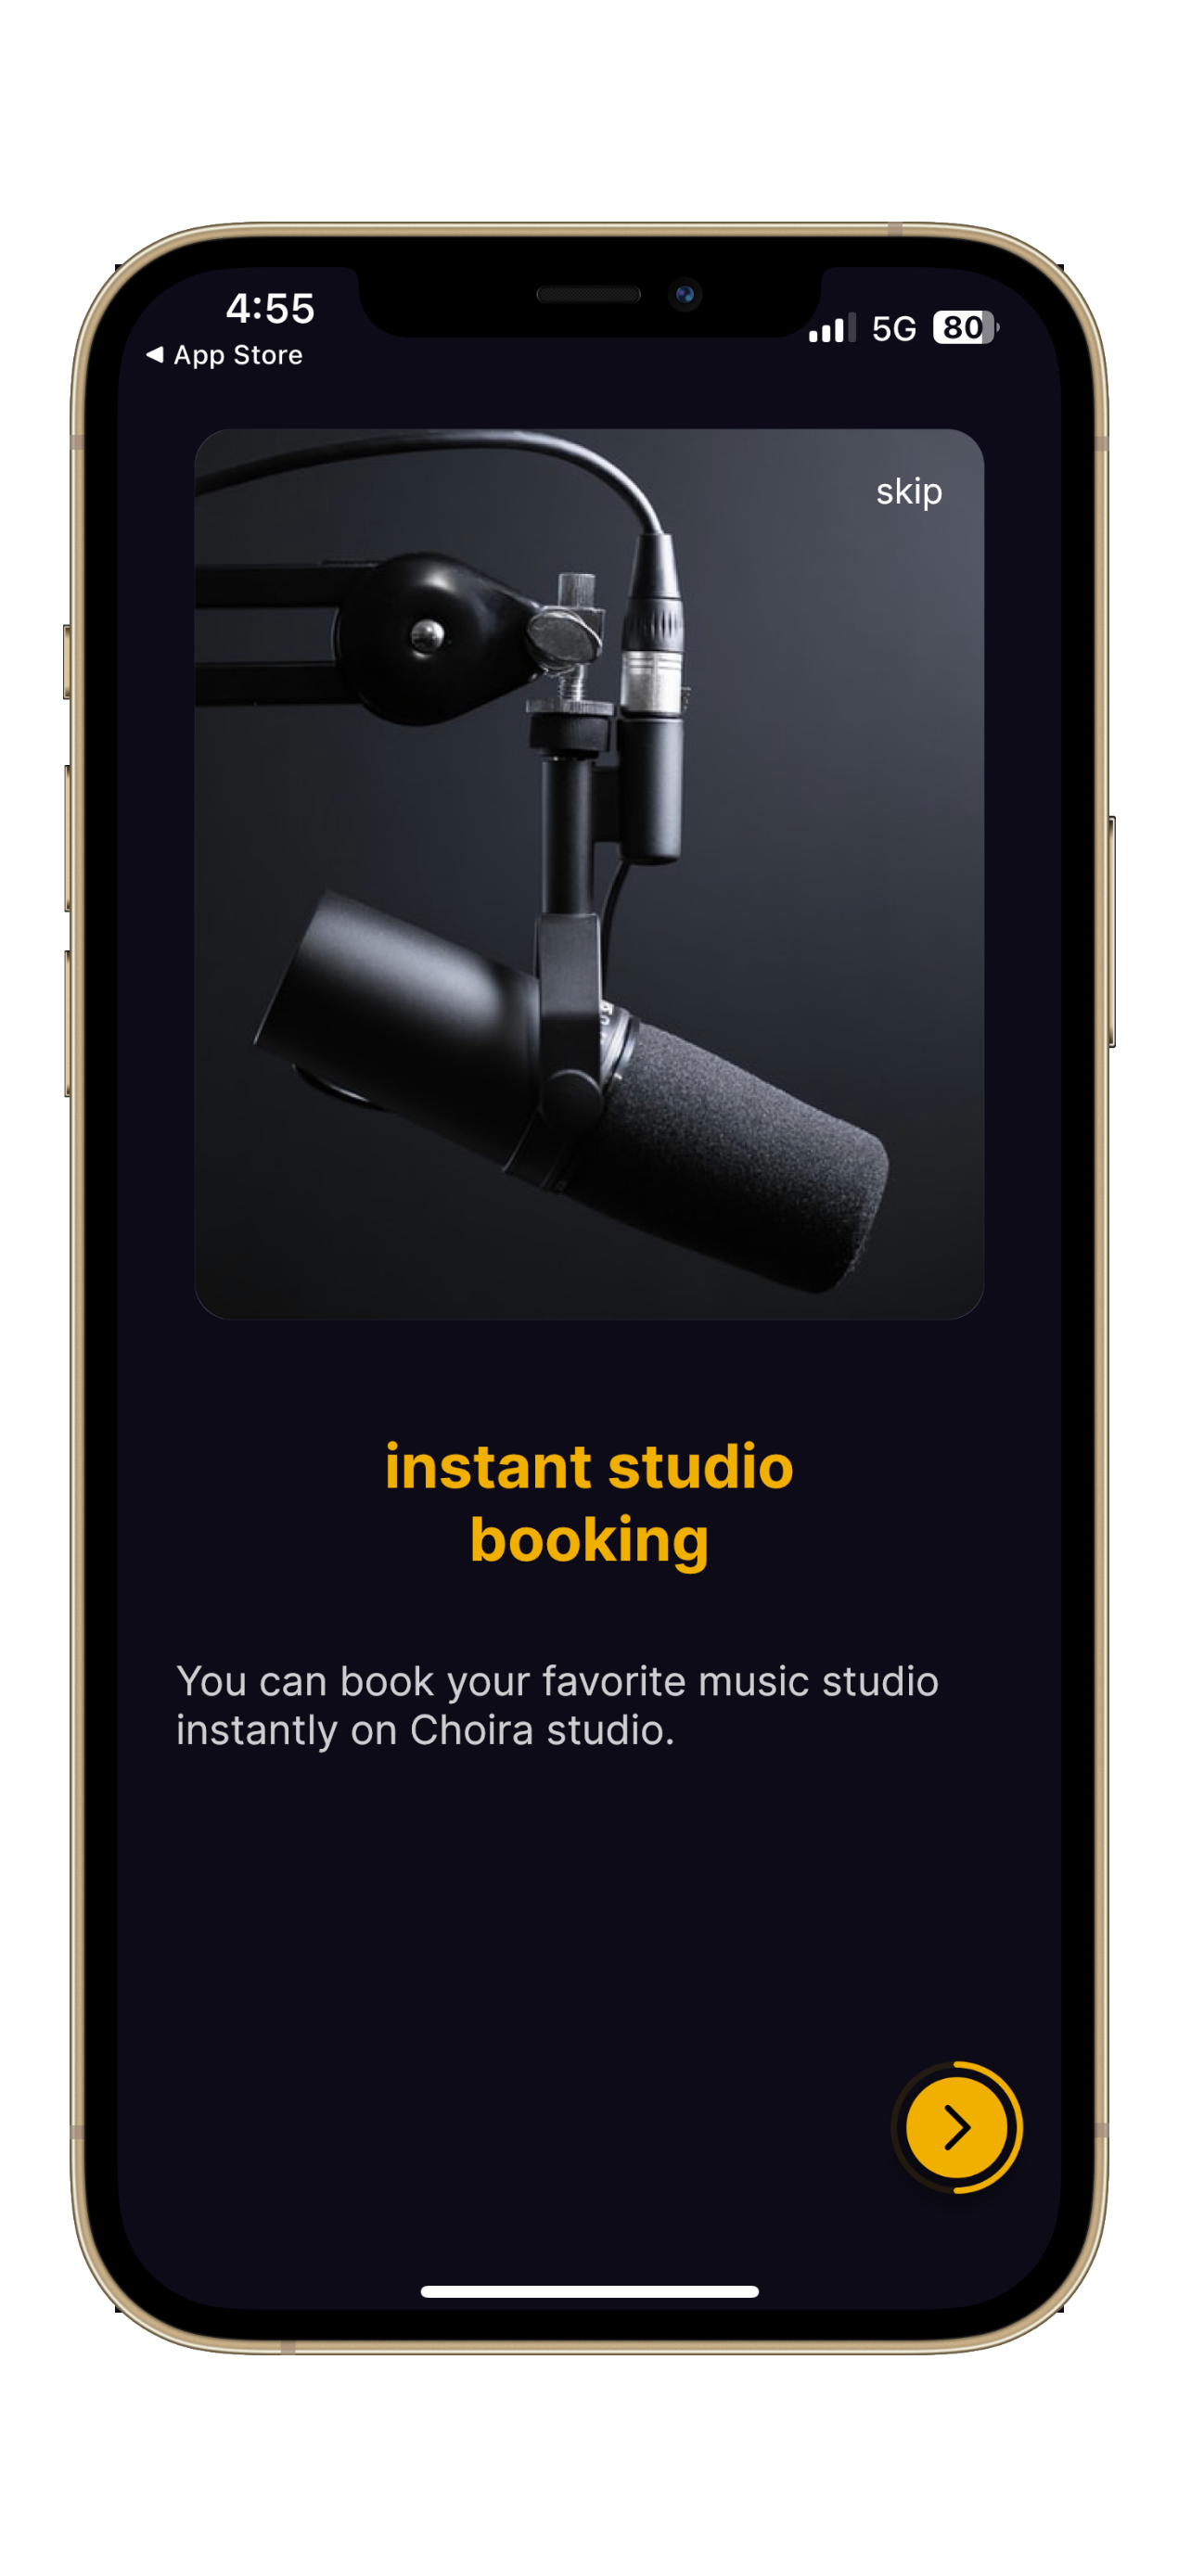 4:55
5G 80
◀ App Store
skip
instant studio
booking
You can book your favorite music studio
instantly on Choira studio.